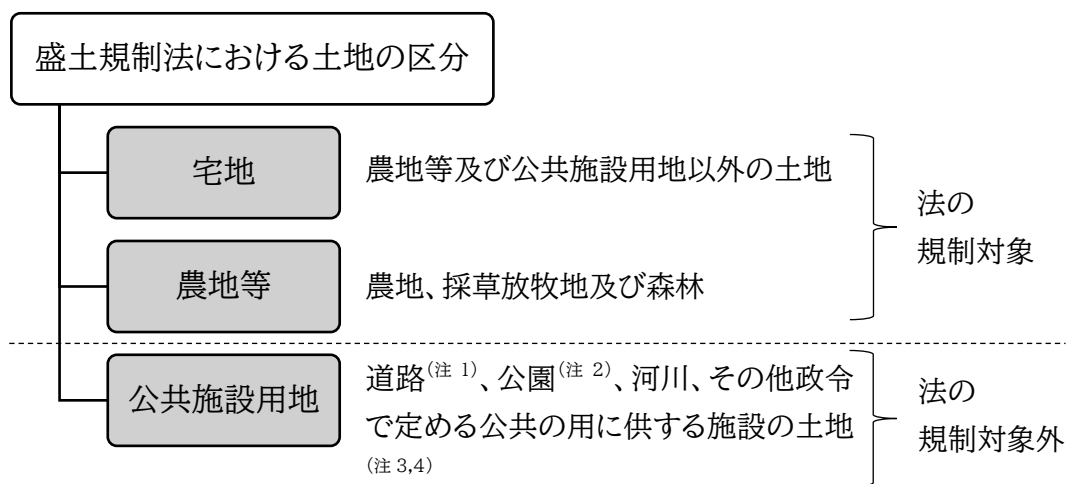 盛土規制法における土地の区分
宅地
農地等及び公共施設用地以外の土地
農地等
農地、採草放牧地及び森林
法の
規制対象
公共施設用地
道路(注 1)、公園(注 2)、河川、その他政令
で定める公共の用に供する施設の土地
(注 3,4)
法の
規制対象外